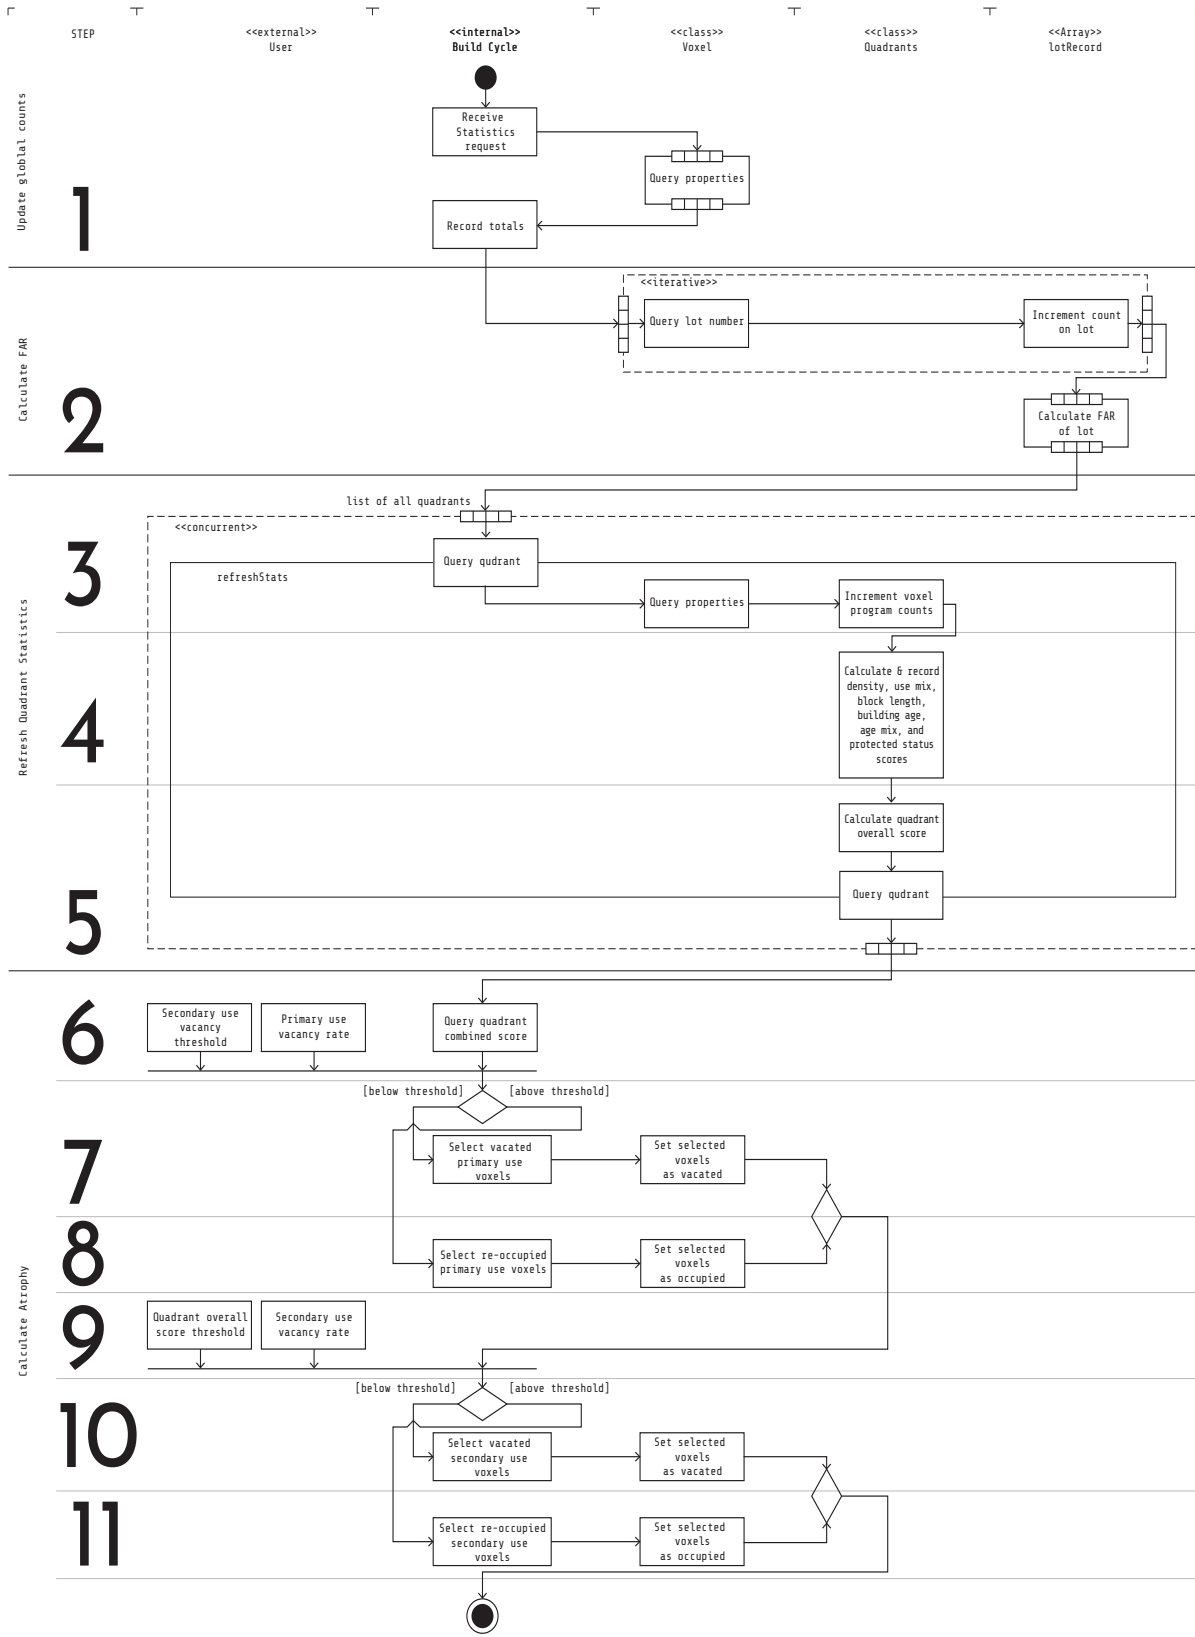 STEP
<<external>>
User
<<internal>>
Build Cycle
<<class>>
Voxel
<<class>>
Quadrants
<<Array>>
lotRecord
Update globlal counts
1
Receive
Statistics
request
Query properties
Record totals
Calculate FAR
2
<<iterative>>
Query lot number
Increment count
on lot
Calculate FAR
of lot
Refresh Quadrant Statistics
list of all quadrants
<<concurrent>>
3
Query qudrant
refreshStats
Query properties
Increment voxel
program counts
4
Calculate & record
density, use mix,
block length,
building age,
age mix, and
protected status
scores
5
Calculate quadrant
overall score
Query qudrant
Calculate Atrophy
6
Secondary use
vacancy
threshold
Primary use
vacancy rate
Query quadrant
combined score
[below threshold]
[above threshold]
7
Select vacated
primary use
voxels
Set selected
voxels
as vacated
8
Select re-occupied
primary use voxels
Set selected
voxels
as occupied
9
Quadrant overall
score threshold
Secondary use
vacancy rate
[below threshold]
[above threshold]
10
Select vacated
secondary use
voxels
Set selected
voxels
as vacated
11
Select re-occupied
secondary use
voxels
Set selected
voxels
as occupied